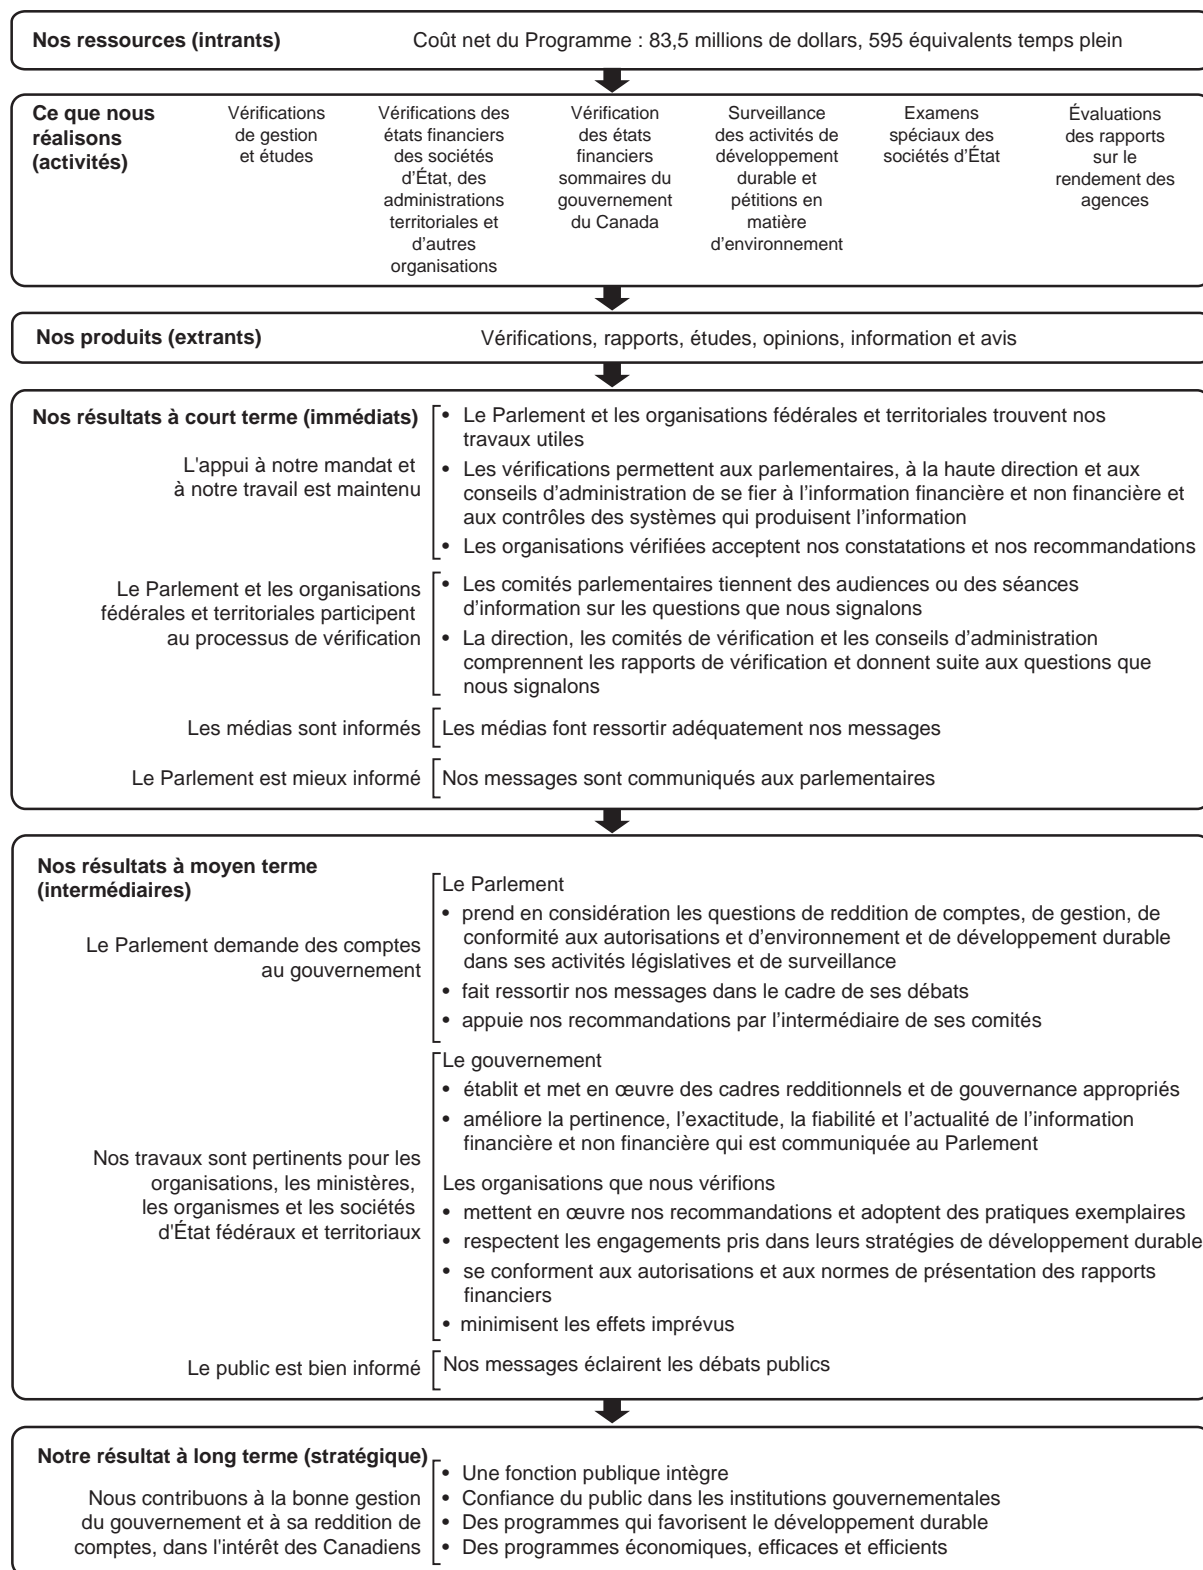 Nos ressources (intrants)
Coût net du Programme : 83,5 millions de dollars, 595 équivalents temps plein
Ce que nous
réalisons
(activités)
Vérifications
de gestion
et études
Vérifications des
états financiers
des sociétés
d’État, des
administrations
territoriales et
d’autres
organisations
Vérification
des états
financiers
sommaires du
gouvernement
du Canada
Surveillance
des activités de
développement
durable et
pétitions en
matière
d’environnement
Examens
spéciaux des
sociétés d’État
Évaluations
des rapports
sur le
rendement des
agences
Nos produits (extrants)
Vérifications, rapports, études, opinions, information et avis
Nos résultats à court terme (immédiats)
L'appui à notre mandat et
à notre travail est maintenu
• Le Parlement et les organisations fédérales et territoriales trouvent nos
travaux utiles
• Les vérifications permettent aux parlementaires, à la haute direction et aux
conseils d’administration de se fier à l’information financière et non financière et
aux contrôles des systèmes qui produisent l’information
• Les organisations vérifiées acceptent nos constatations et nos recommandations
Le Parlement et les organisations
fédérales et territoriales participent
au processus de vérification
• Les comités parlementaires tiennent des audiences ou des séances
d’information sur les questions que nous signalons
• La direction, les comités de vérification et les conseils d’administration
comprennent les rapports de vérification et donnent suite aux questions que
nous signalons
Les médias sont informés
Les médias font ressortir adéquatement nos messages
Le Parlement est mieux informé
Nos messages sont communiqués aux parlementaires
Nos résultats à moyen terme
(intermédiaires)
Le Parlement demande des comptes
au gouvernement
Le Parlement
• prend en considération les questions de reddition de comptes, de gestion, de
conformité aux autorisations et d’environnement et de développement durable
dans ses activités législatives et de surveillance
• fait ressortir nos messages dans le cadre de ses débats
• appuie nos recommandations par l’intermédiaire de ses comités
Nos travaux sont pertinents pour les
organisations, les ministères,
les organismes et les sociétés
d'État fédéraux et territoriaux
Le gouvernement
• établit et met en œuvre des cadres redditionnels et de gouvernance appropriés
• améliore la pertinence, l’exactitude, la fiabilité et l’actualité de l’information
financière et non financière qui est communiquée au Parlement
Les organisations que nous vérifions
• mettent en œuvre nos recommandations et adoptent des pratiques exemplaires
• respectent les engagements pris dans leurs stratégies de développement durable
• se conforment aux autorisations et aux normes de présentation des rapports
financiers
• minimisent les effets imprévus
Le public est bien informé
Nos messages éclairent les débats publics
Notre résultat à long terme (stratégique)
Nous contribuons à la bonne gestion
du gouvernement et à sa reddition de
comptes, dans l'intérêt des Canadiens
• Une fonction publique intègre
• Confiance du public dans les institutions gouvernementales
• Des programmes qui favorisent le développement durable
• Des programmes économiques, efficaces et efficients